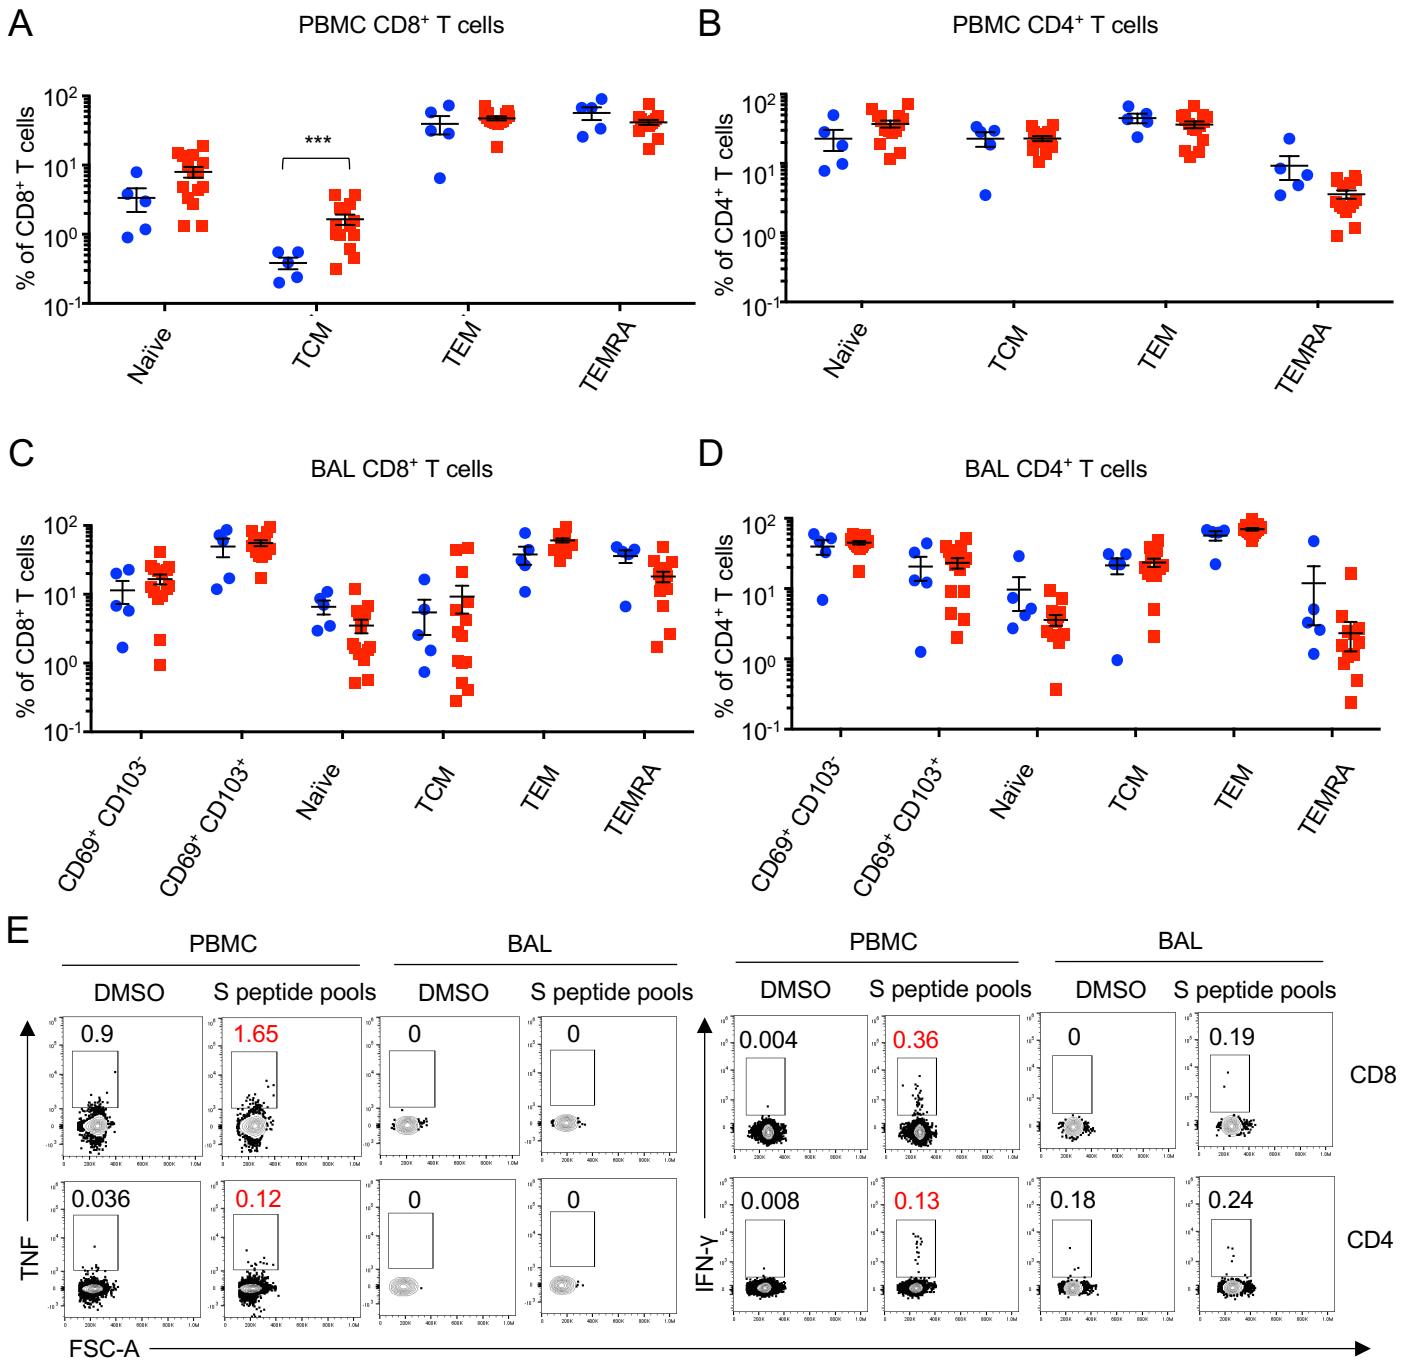 A
PBMC CD8⁺ T cells
% of CD8⁺ T cells
10²
10¹
10⁰
10⁻¹
***
Naïve
TCM
TEM
TEMRA
B
PBMC CD4⁺ T cells
% of CD4⁺ T cells
10²
10¹
10⁰
10⁻¹
Naïve
TCM
TEM
TEMRA
C
BAL CD8⁺ T cells
% of CD8⁺ T cells
10²
10¹
10⁰
10⁻¹
CD69⁺ CD103⁻
CD69⁺ CD103⁺
Naïve
TCM
TEM
TEMRA
D
BAL CD4⁺ T cells
% of CD4⁺ T cells
10²
10¹
10⁰
10⁻¹
CD69⁺ CD103⁻
CD69⁺ CD103⁺
Naïve
TCM
TEM
TEMRA
E
PBMC BAL PBMC BAL
DMSO S peptide pools DMSO S peptide pools DMSO S peptide pools DMSO S peptide pools
0.9 1.65 0 0 0.004 0.36 0 0.19
CD8
0.036 0.12 0 0 0.008 0.13 0.18 0.24
CD4
TNF
IFN-γ
FSC-A